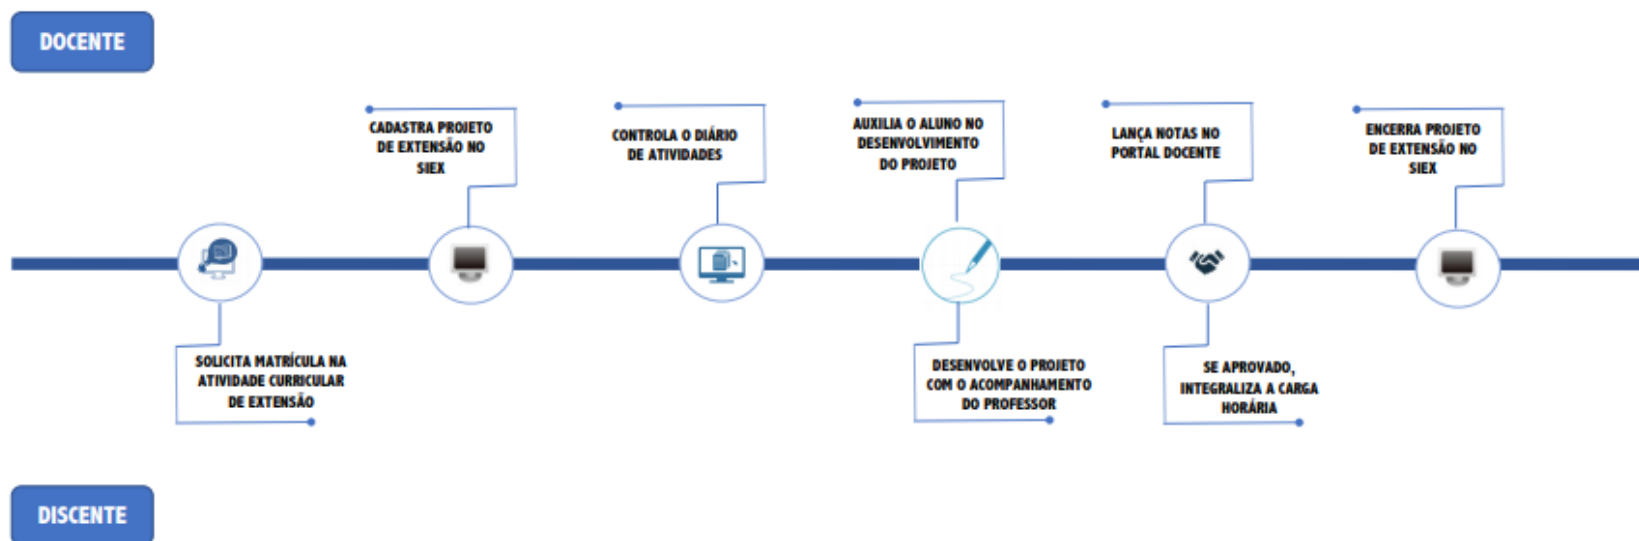 DOCENTE
CADASTRA PROJETO
DE EXTENSÃO NO
SIEX
CONTROLA O DIÁRIO
DE ATIVIDADES
AUXILIA O ALUNO NO
DESENVOLVIMENTO
DO PROJETO
LANÇA NOTAS NO
PORTAL DOCENTE
ENCERRA PROJETO
DE EXTENSÃO NO
SIEX
SOLICITA MATRÍCULA NA
ATIVIDADE CURRICULAR
DE EXTENSÃO
DESENVOLVE O PROJETO
COM O ACOMPANHAMENTO
DO PROFESSOR
SE APROVADO,
INTEGRALIZA A CARGA
HORÁRIA
DISCENTE